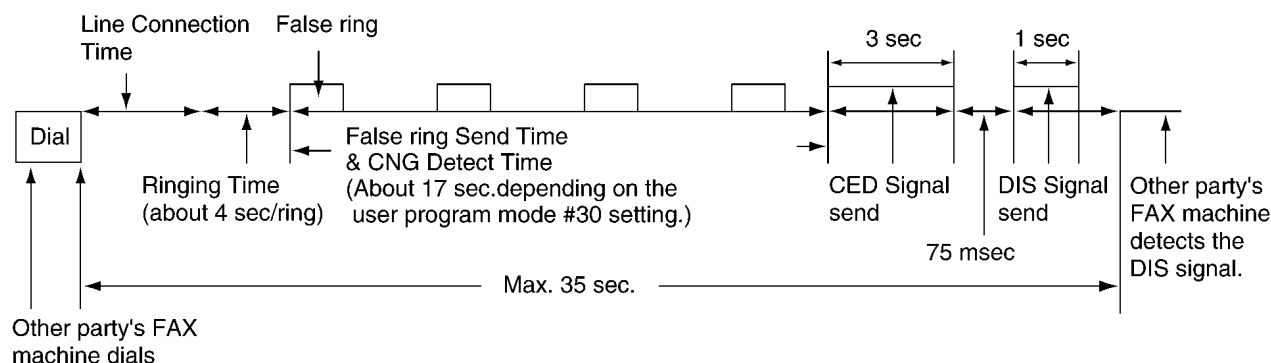 Line Connection
Time
False ring
3 sec
1 sec
Dial
False ring Send Time
& CNG Detect Time
(About 17 sec.depending on the
user program mode #30 setting.)
Ringing Time
(about 4 sec/ring)
CED Signal
send
DIS Signal
send
Other party's
FAX machine
detects the
DIS signal.
75 msec
Max. 35 sec.
Other party's FAX
machine dials